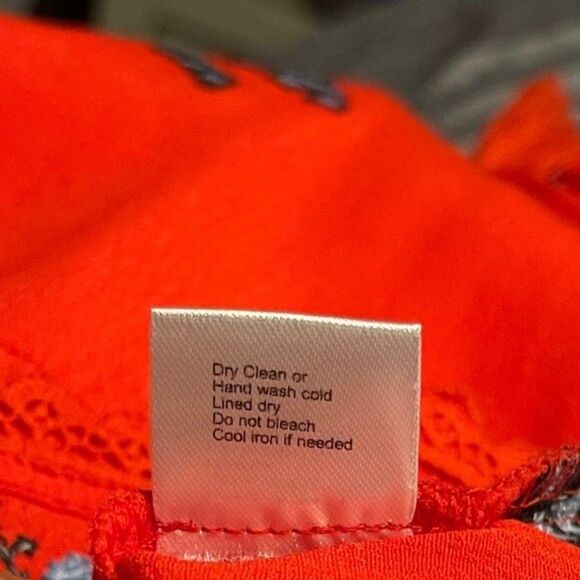 Dry Clean or
Hand wash cold
Lined dry
Do not bleach
Cool iron if needed